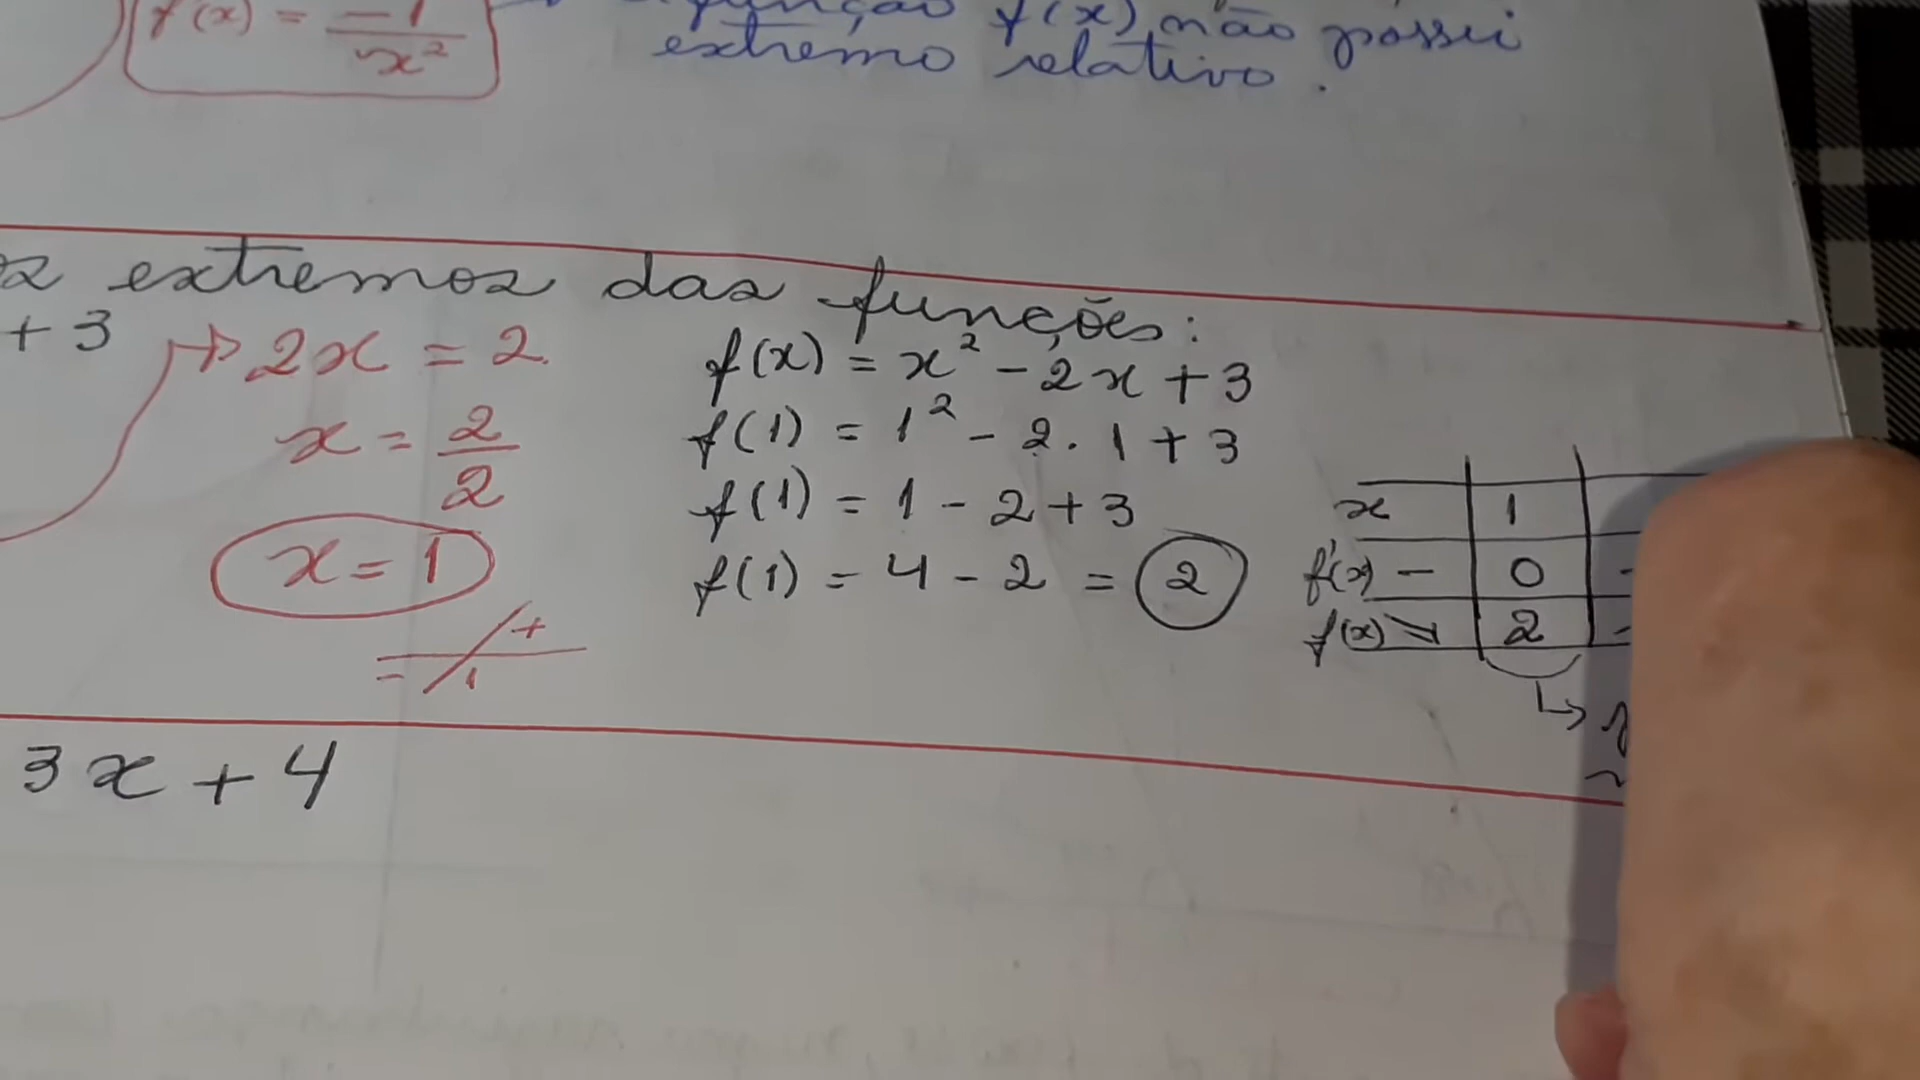 f(x) = -1/x²
f(x) não possui
extremo relativo.
extremos das funções:
+ 3
2x = 2
x = 2/2
x = 1
+
- 1
f(x) = x² - 2x + 3
f(1) = 1² - 2.1 + 3
f(1) = 1 - 2 + 3
f(1) = 4 - 2 = 2
x 1
f'(x) - 0
f(x) ↘ 2
3x + 4